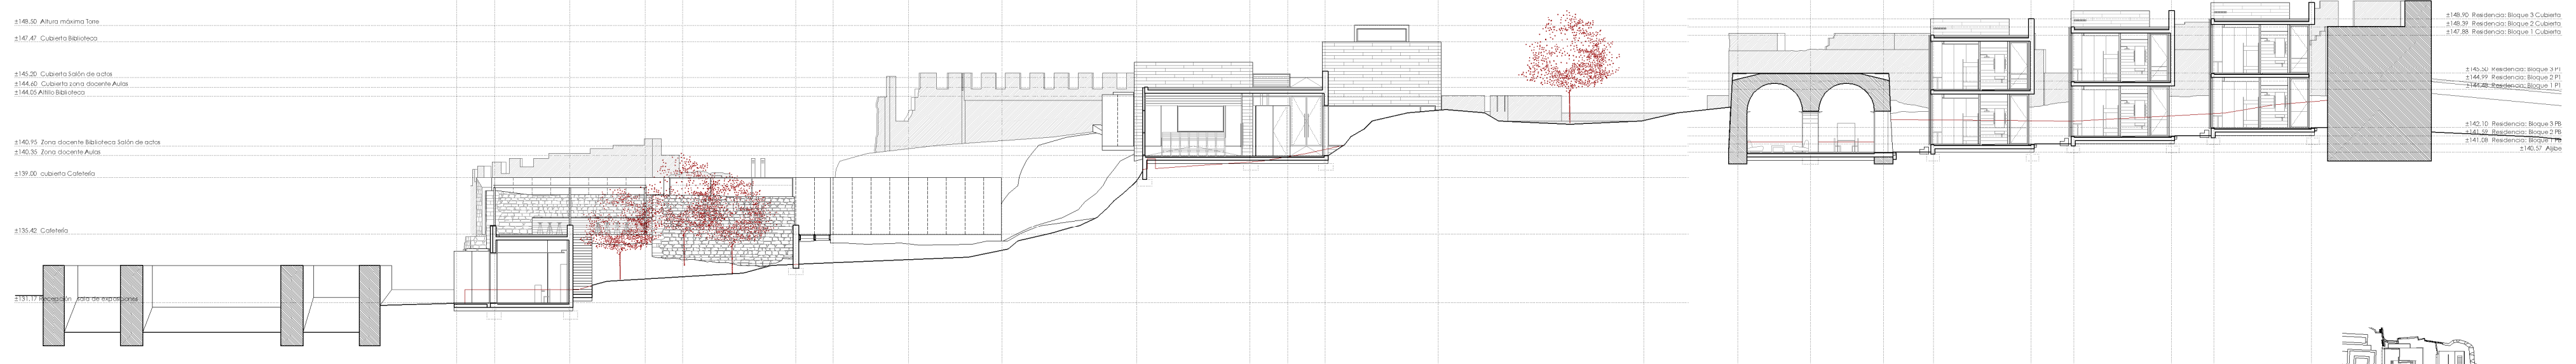 ±148,50 Altura máxima Torre
±147,47 Cubierta Biblioteca
±145,20 Cubierta Salón de actos
±144,60 Cubierta zona docente Aulas
±144,05 Altillo Biblioteca
±140,95 Zona docente Biblioteca Salón de actos
±140,35 Zona docente Aulas
±139,00 cubierta Cafetería
±135,42 Cafetería
±131,17 Recepción Sala de exposiciones
±148,90 Residencia: Bloque 3 Cubierta
±148,39 Residencia: Bloque 2 Cubierta
±147,88 Residencia: Bloque 1 Cubierta
±145,50 Residencia: Bloque 3 P1
±144,99 Residencia: Bloque 2 P1
±144,48 Residencia: Bloque 1 P1
±142,10 Residencia: Bloque 3 PB
±141,59 Residencia: Bloque 2 PB
±141,08 Residencia: Bloque 1 PB
±140,57 Aljibe